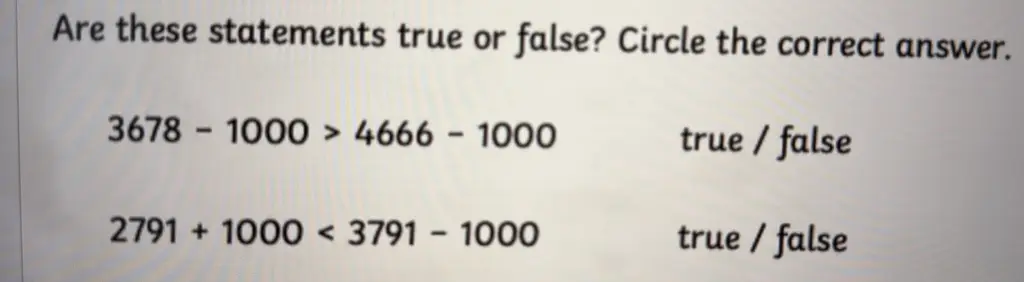 Are these statements true or false? Circle the correct answer.
3678 - 1000 > 4666 - 1000 true / false
2791 + 1000 < 3791 - 1000 true / false